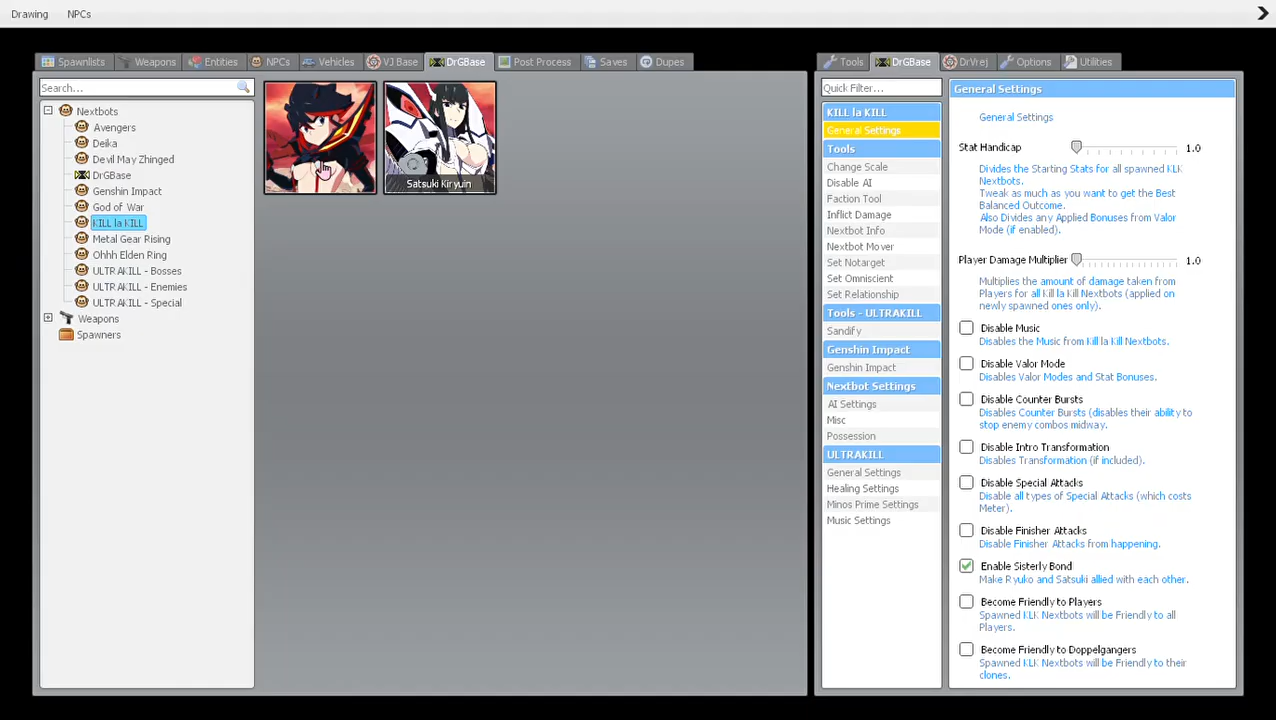 Drawing NPCs
Spawnlists Weapons Entities NPCs Vehicles VJ Base DrGBase Post Process Saves Dupes
Search...
Nextbots
Avengers
Deika
Devil May Zhinged
DrGBase
Genshin Impact
God of War
KILL la KILL
Metal Gear Rising
Ohhh Elden Ring
ULTRAKILL - Bosses
ULTRAKILL - Enemies
ULTRAKILL - Special
Weapons
Spawners
Satsuki Kiryuin
Tools DrGBase DrVrej Options Utilities
Quick Filter...
KILL la KILL
General Settings
Tools
Change Scale
Disable AI
Faction Tool
Inflict Damage
Nextbot Info
Nextbot Mover
Set Notarget
Set Omniscient
Set Relationship
Tools - ULTRAKILL
Sandify
Genshin Impact
Genshin Impact
Nextbot Settings
AI Settings
Misc
Possession
ULTRAKILL
General Settings
Healing Settings
Minos Prime Settings
Music Settings
General Settings
General Settings
Stat Handicap 1.0
Divides the Starting Stats for all spawned KLK
Nextbots.
Tweak as much as you want to get the Best
Balanced Outcome.
Also Divides any Applied Bonuses from Valor
Mode (if enabled).
Player Damage Multiplier 1.0
Multiplies the amount of damage taken from
Players for all Kill la Kill Nextbots (applied on
newly spawned ones only).
Disable Music
Disables the Music from Kill la Kill Nextbots.
Disable Valor Mode
Disables Valor Modes and Stat Bonuses.
Disable Counter Bursts
Disables Counter Bursts (disables their ability to
stop enemy combos midway.
Disable Intro Transformation
Disables Transformation (if included).
Disable Special Attacks
Disable all types of Special Attacks (which costs
Meter).
Disable Finisher Attacks
Disable Finisher Attacks from happening.
Enable Sisterly Bond
Make Ryuko and Satsuki allied with each other.
Become Friendly to Players
Spawned KLK Nextbots will be Friendly to all
Players.
Become Friendly to Doppelgangers
Spawned KLK Nextbots will be Friendly to their
clones.